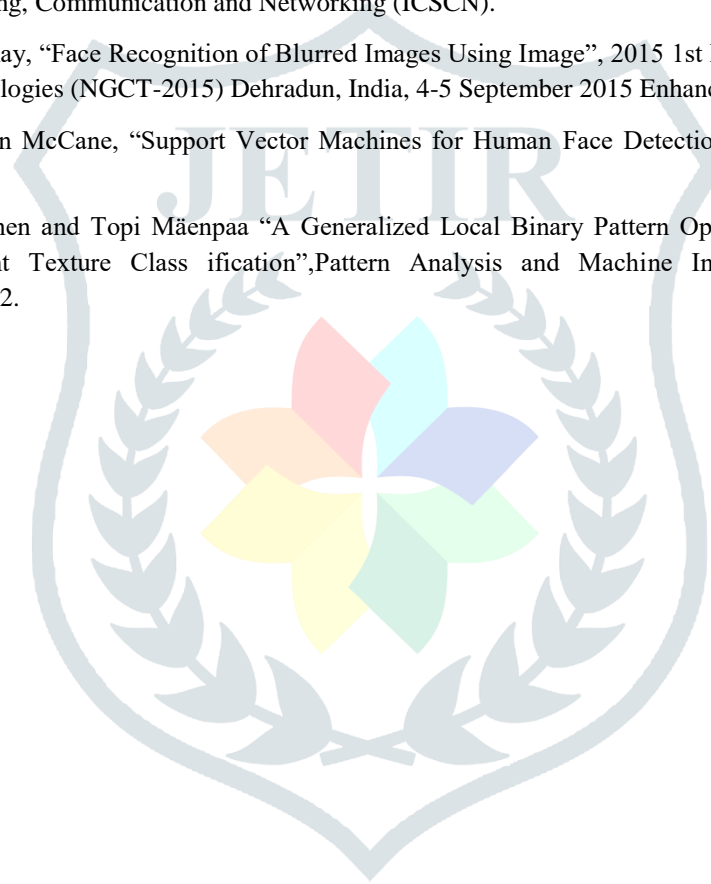 ng, Communication and Networking (ICSCN).
ay, “Face Recognition of Blurred Images Using Image”, 2015 1st
logies (NGCT-2015) Dehradun, India, 4-5 September 2015 Enhanc
n McCane, “Support Vector Machines for Human Face Detectio
JETIR
nen and Topi Mäenpaa “A Generalized Local Binary Pattern Op
t Texture Class ification”,Pattern Analysis and Machine In
2.